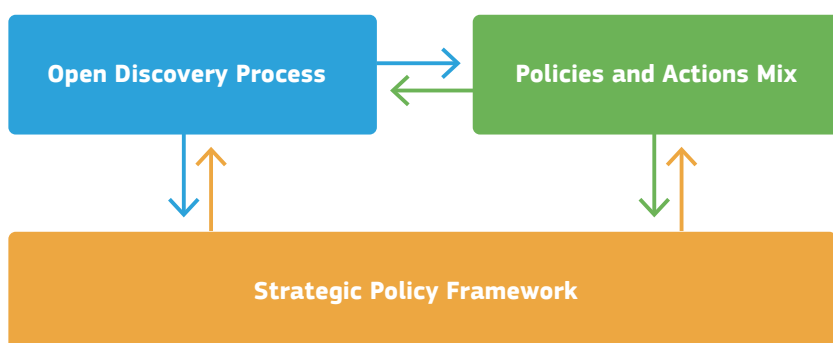 Open Discovery Process
Policies and Actions Mix
Strategic Policy Framework